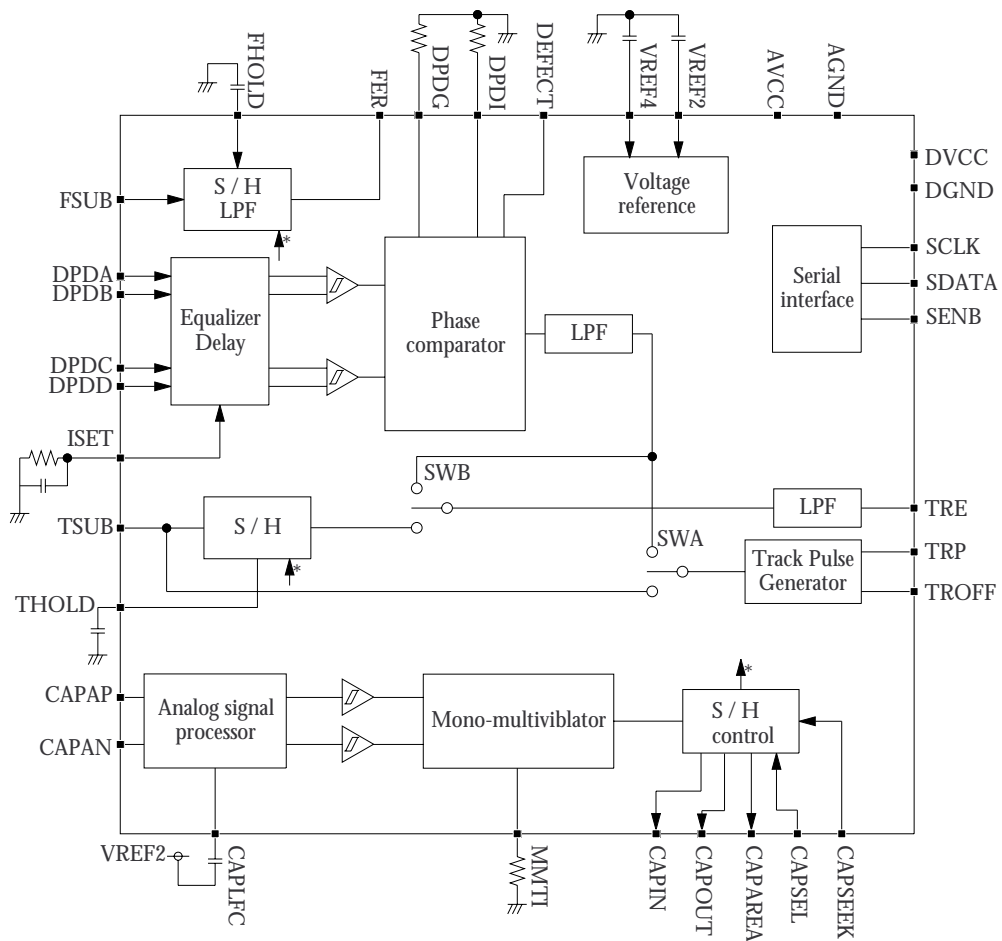 FHOLD
FER
DPDG
DPDI
DEFECT
VREF4
VREF2
AVCC
AGND
DVCC
DGND
FSUB
S / H
LPF
*
Voltage
reference
SCLK
SDATA
SENB
Serial
interface
DPDA
DPDB
DPDC
DPDD
Equalizer
Delay
Phase
comparator
LPF
ISET
SWB
TSUB
S / H
*
LPF
TRE
SWA
Track Pulse
Generator
TRP
TROFF
THOLD
CAPAP
CAPAN
Analog signal
processor
Mono-multiviblator
*
S / H
control
VREF2
CAPLFC
MMTI
CAPIN
CAPOUT
CAPAREA
CAPSEL
CAPSEEK